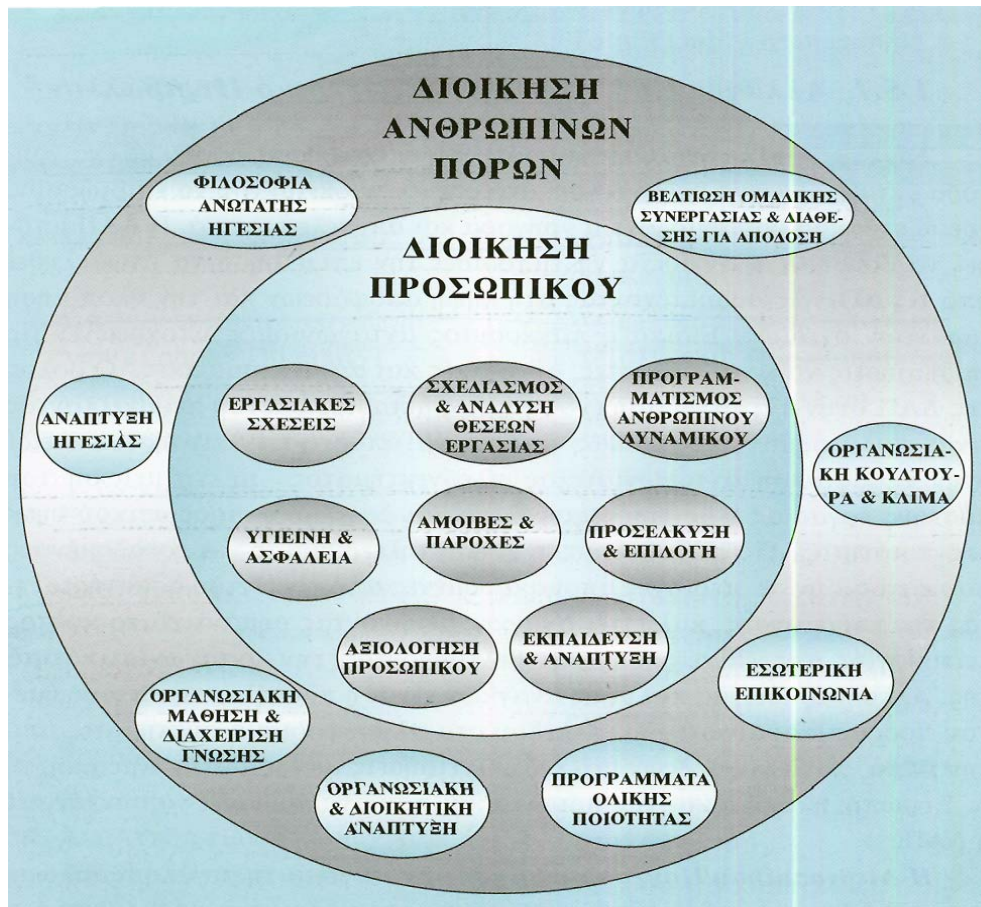 ΔΙΟΙΚΗΣΗ
ΑΝΘΡΩΠΙΝΩΝ
ΠΟΡΩΝ
ΦΙΛΟΣΟΦΙΑ
ΑΝΩΤΑΤΗΣ
ΗΓΕΣΙΑΣ
ΒΕΛΤΙΩΣΗ ΟΜΑΔΙΚΗΣ
ΣΥΝΕΡΓΑΣΙΑΣ & ΔΙΑΘΕ-
ΣΗΣ ΓΙΑ ΑΠΟΔΟΣΗ
ΔΙΟΙΚΗΣΗ
ΠΡΟΣΩΠΙΚΟΥ
ΕΡΓΑΣΙΑΚΕΣ
ΣΧΕΣΕΙΣ
ΣΧΕΔΙΑΣΜΟΣ
& ΑΝΑΛΥΣΗ
ΘΕΣΕΩΝ
ΕΡΓΑΣΙΑΣ
ΠΡΟΓΡΑΜ-
ΜΑΤΙΣΜΟΣ
ΑΝΘΡΩΠΙΝΟΥ
ΔΥΝΑΜΙΚΟΥ
ΑΝΑΠΤΥΞΗ
ΗΓΕΣΙΑΣ
ΟΡΓΑΝΩΣΙΑ-
ΚΗ ΚΟΥΛΤΟΥ-
ΡΑ & ΚΛΙΜΑ
ΥΓΙΕΙΝΗ &
ΑΣΦΑΛΕΙΑ
ΑΜΟΙΒΕΣ &
ΠΑΡΟΧΕΣ
ΠΡΟΣΕΛΚΥΣΗ
& ΕΠΙΛΟΓΗ
ΑΞΙΟΛΟΓΗΣΗ
ΠΡΟΣΩΠΙΚΟΥ
ΕΚΠΑΙΔΕΥΣΗ
& ΑΝΑΠΤΥΞΗ
ΕΣΩΤΕΡΙΚΗ
ΕΠΙΚΟΙΝΩΝΙΑ
ΟΡΓΑΝΩΣΙΑΚΗ
ΜΑΘΗΣΗ &
ΔΙΑΧΕΙΡΙΣΗ
ΓΝΩΣΗΣ
ΟΡΓΑΝΩΣΙΑΚΗ
& ΔΙΟΙΚΗΤΙΚΗ
ΑΝΑΠΤΥΞΗ
ΠΡΟΓΡΑΜΜΑΤΑ
ΟΛΙΚΗΣ
ΠΟΙΟΤΗΤΑΣ